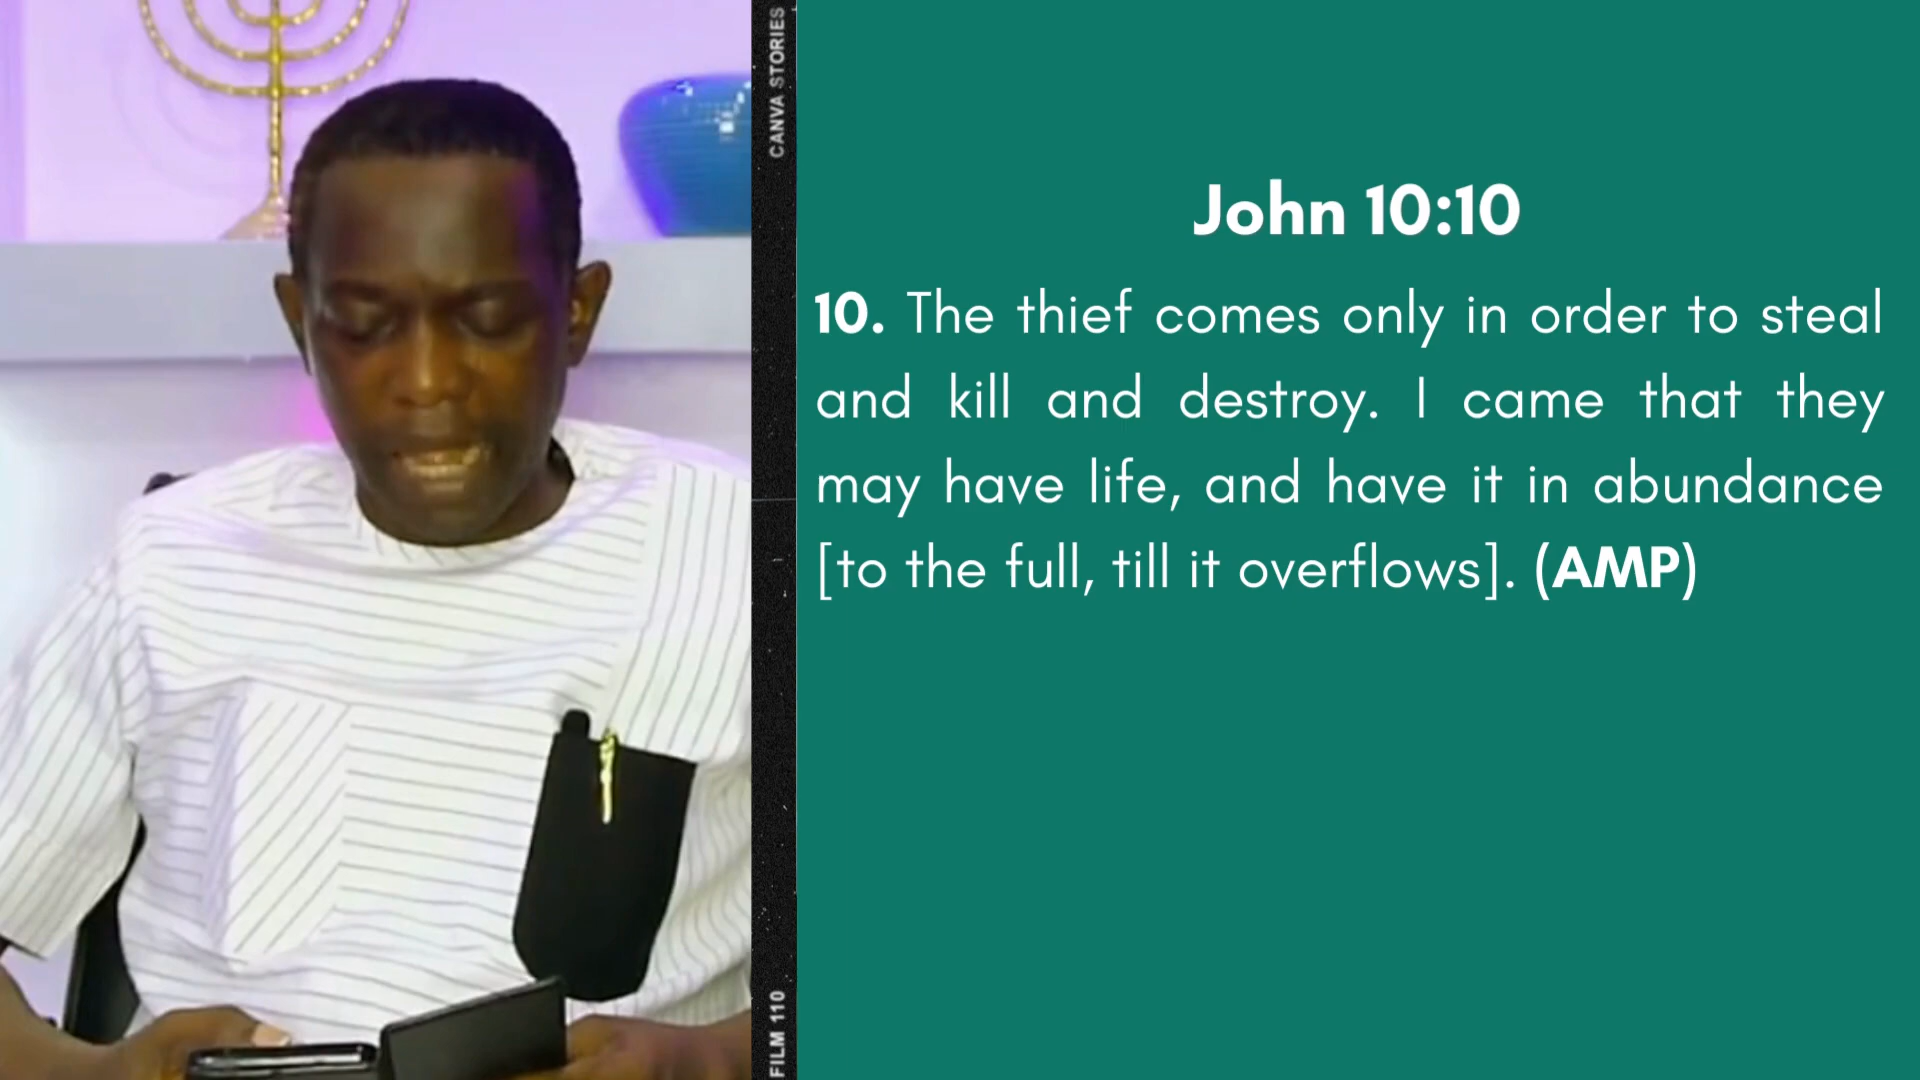 CANVA STORIES
John 10:10
10. The thief comes only in order to steal
and kill and destroy. I came that they
may have life, and have it in abundance
[to the full, till it overflows]. (AMP)
FILM 110